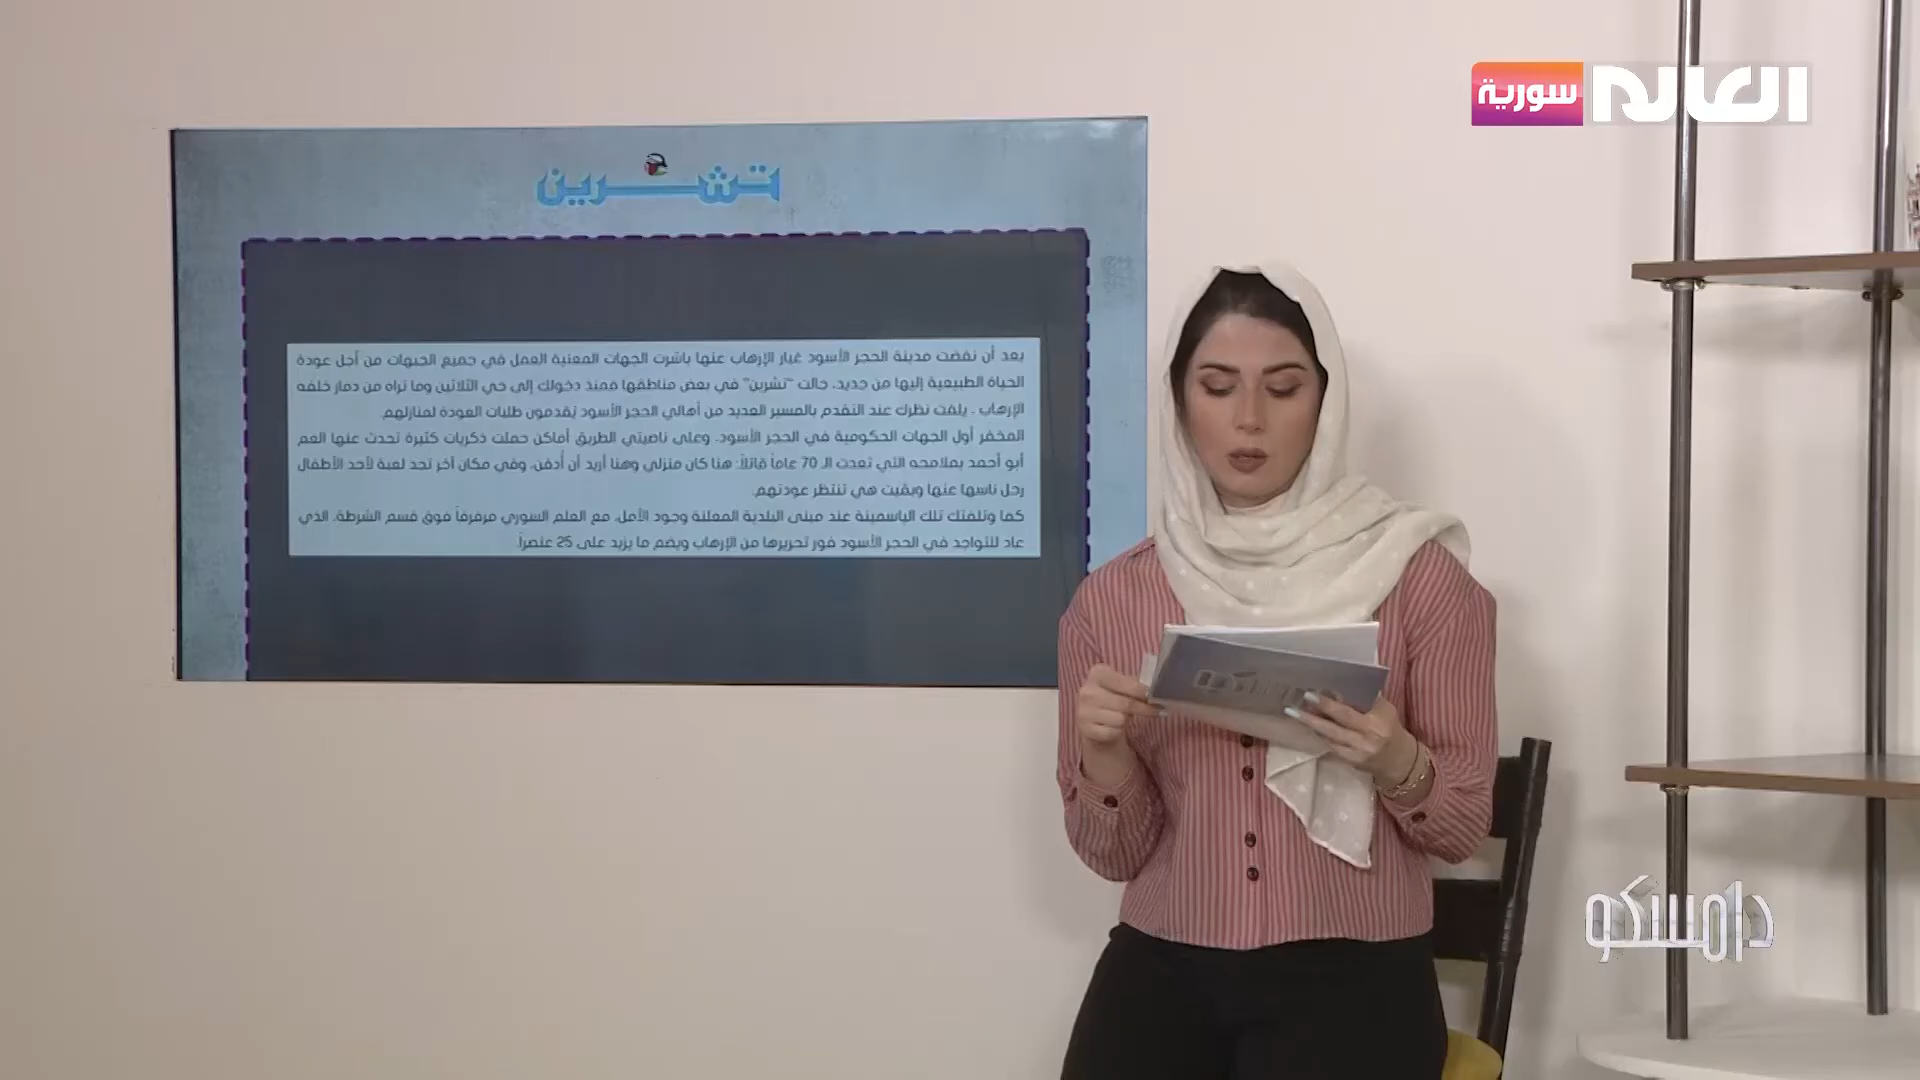 العالم سورية
تشرين
بعد أن نفضت مدينة الحجر الأسود غبار الإرهاب عنها باشرت الجهات المعنية العمل في جميع الجبهات من أجل عودة
الحياة الطبيعية إليها من جديد، جالت "تشرين" في بعض مناطقها فمنذ دخولك إلى حي الثلاثين وما تراه من دمار خلفه
الإرهاب ، يلفت نظرك عند التقدم بالمسير العديد من أهالي الحجر الأسود يُقدمون طلبات العودة لمنازلهم.
المخفر أول الجهات الحكومية في الحجر الأسود، وعلى ناصيتي الطريق أماكن حملت ذكريات كثيرة تحدث عنها العم
أبو أحمد بملامحه التي تعدت الـ 70 عاماً قائلاً: هنا كان منزلي وهنا أريد أن أُدفن، وفي مكان آخر تجد لعبة لأحد الأطفال
رحل ناسها عنها وبقيت هي تنتظر عودتهم.
كما وتلفتك تلك الياسمينة عند مبنى البلدية المعلنة وجود الأمل، مع العلم السوري مرفرفاً فوق قسم الشرطة، الذي
عاد للتواجد في الحجر الأسود فور تحريرها من الإرهاب ويضم ما يزيد على 25 عنصراً.
دامسكو